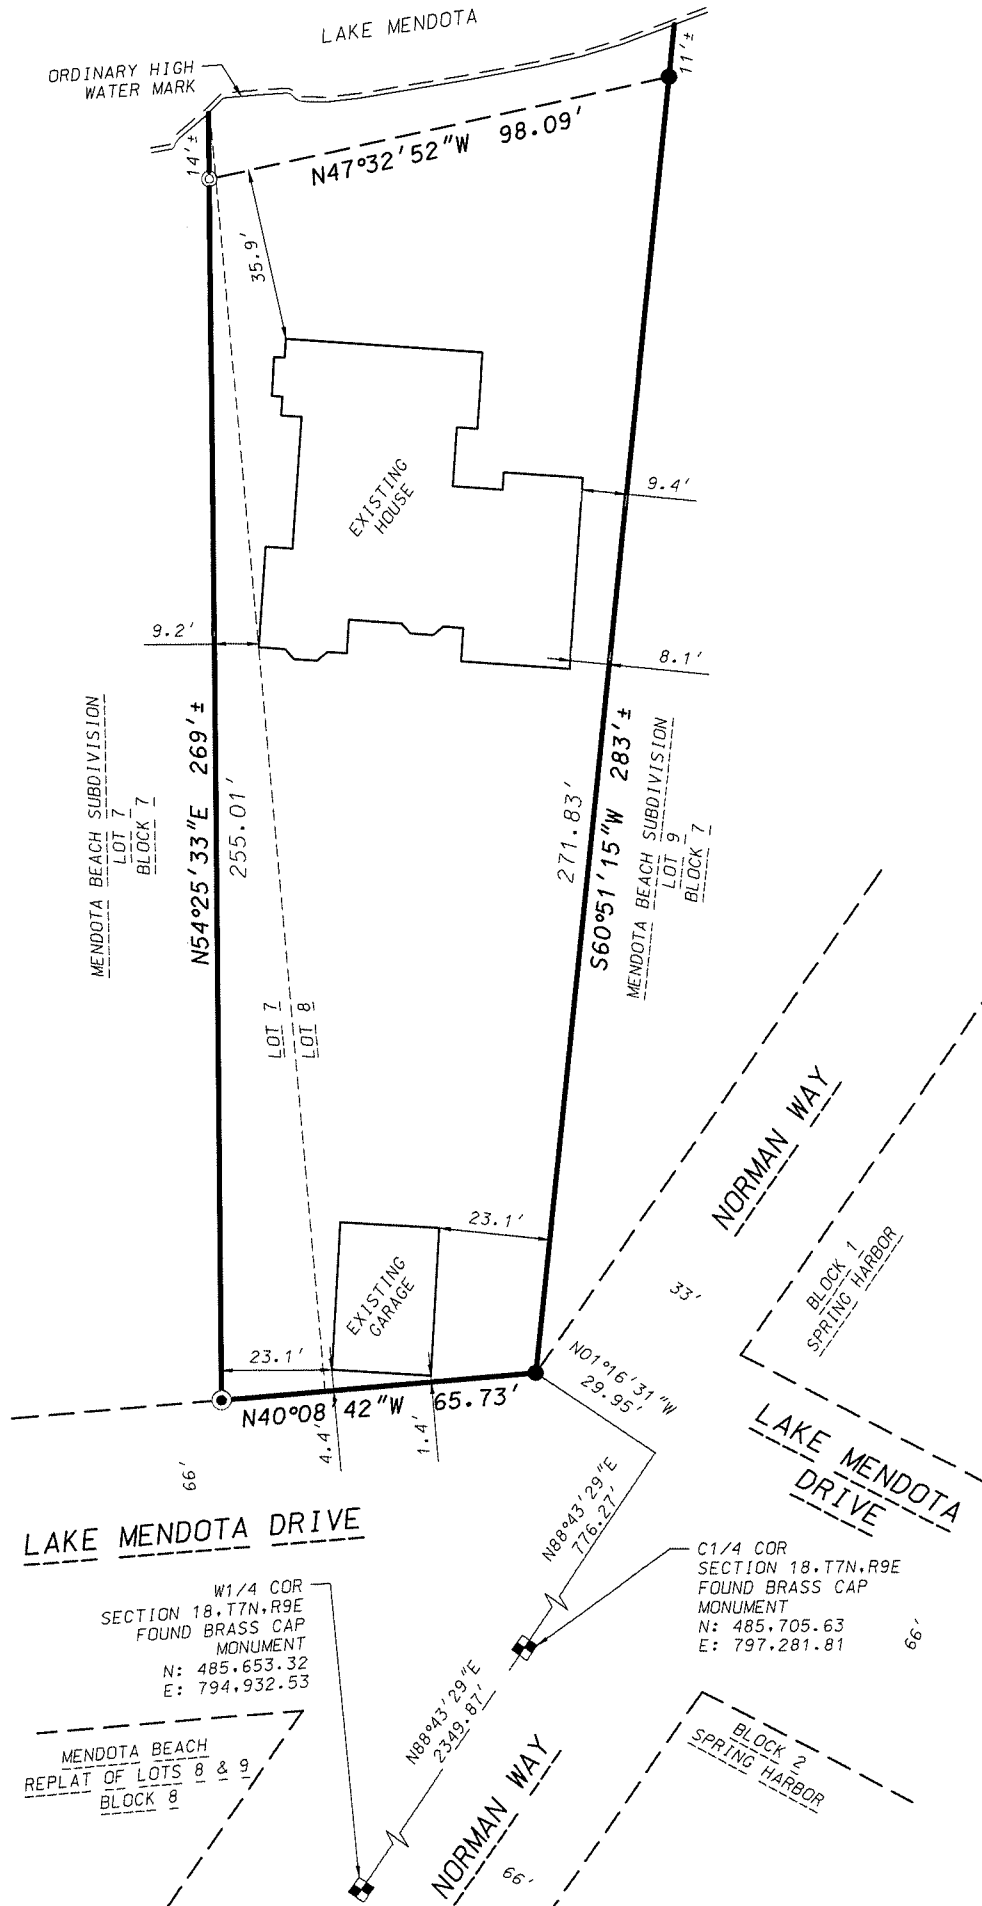 LAKE MENDOTA
ORDINARY HIGH
WATER MARK
11'±
14'±
N47°32'52"W 98.09'
35.9'
EXISTING
HOUSE
9.4'
9.2'
8.1'
MENDOTA BEACH SUBDIVISION
LOT 7
BLOCK 7
N54°25'33"E 269'±
255.01'
271.83'
S60°51'15"W 283'±
MENDOTA BEACH SUBDIVISION
LOT 9
BLOCK 7
LOT 7
LOT 8
NORMAN WAY
BLOCK 1
SPRING HARBOR
33'
23.1'
EXISTING
GARAGE
23.1'
N40°08'42"W 65.73'
4.4'
1.4'
N01°16'31"W
29.95'
66'
LAKE MENDOTA DRIVE
LAKE MENDOTA
DRIVE
N88°43'29"E
776.27'
C1/4 COR
SECTION 18,T7N,R9E
FOUND BRASS CAP
MONUMENT
N: 485,705.63
E: 797,281.81
66'
W1/4 COR
SECTION 18,T7N,R9E
FOUND BRASS CAP
MONUMENT
N: 485,653.32
E: 794,932.53
N88°43'29"E
2349.87'
MENDOTA BEACH
REPLAT OF LOTS 8 & 9
BLOCK 8
NORMAN WAY
66'
BLOCK 2
SPRING HARBOR